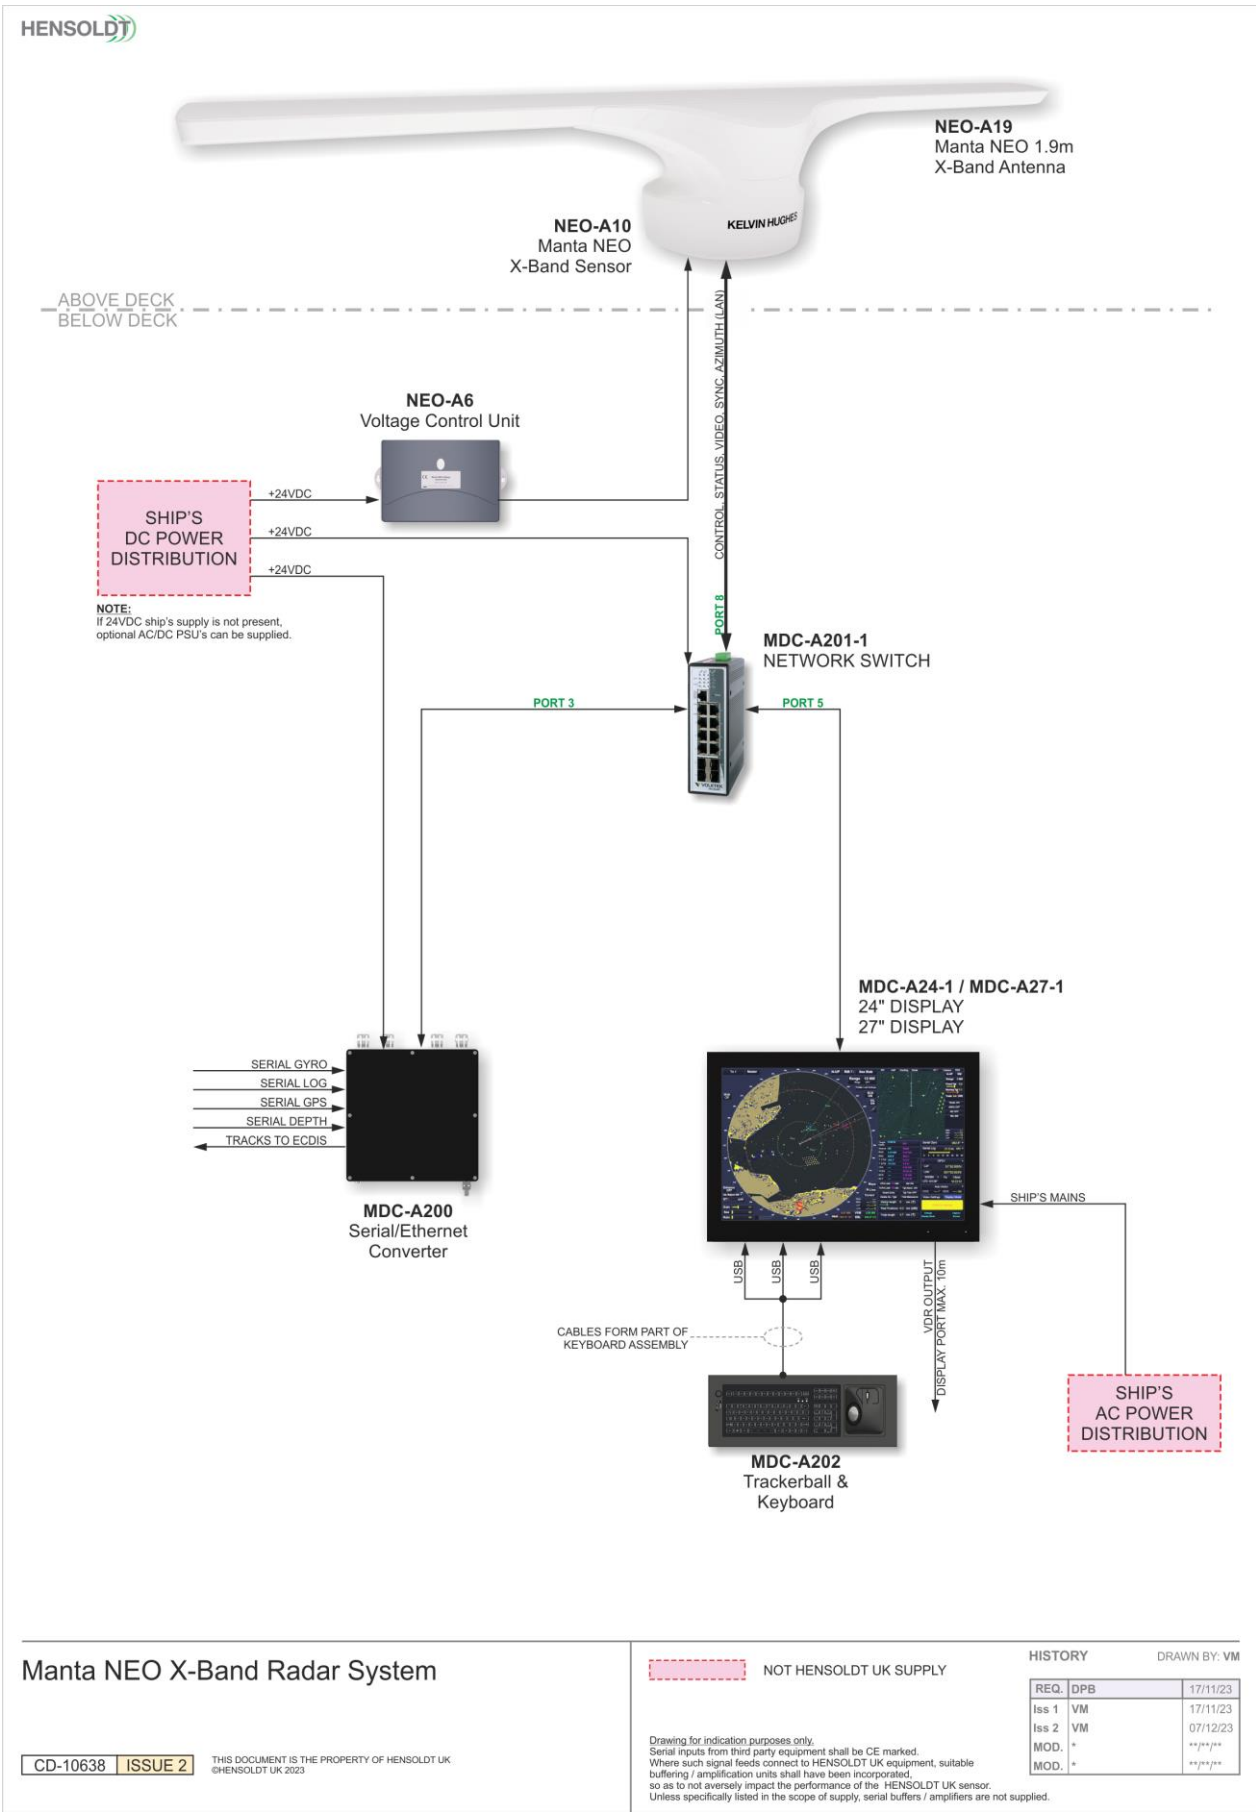 HENSOLDT
NEO-A19
Manta NEO 1.9m
X-Band Antenna
KELVIN HUGHES
NEO-A10
Manta NEO
X-Band Sensor
ABOVE DECK
BELOW DECK
CONTROL, STATUS, VIDEO, SYNC, AZIMUTH (LAN)
PORT 8
NEO-A6
Voltage Control Unit
SHIP'S
DC POWER
DISTRIBUTION
+24VDC
+24VDC
+24VDC
NOTE:
If 24VDC ship's supply is not present,
optional AC/DC PSU's can be supplied.
MDC-A201-1
NETWORK SWITCH
PORT 3
PORT 5
MDC-A24-1 / MDC-A27-1
24" DISPLAY
27" DISPLAY
SERIAL GYRO
SERIAL LOG
SERIAL GPS
SERIAL DEPTH
TRACKS TO ECDIS
MDC-A200
Serial/Ethernet
Converter
SHIP'S MAINS
USB
USB
USB
VDR OUTPUT
DISPLAY PORT MAX. 10m
CABLES FORM PART OF
KEYBOARD ASSEMBLY
SHIP'S
AC POWER
DISTRIBUTION
MDC-A202
Trackerball &
Keyboard
Manta NEO X-Band Radar System
CD-10638 ISSUE 2
THIS DOCUMENT IS THE PROPERTY OF HENSOLDT UK
©HENSOLDT UK 2023
NOT HENSOLDT UK SUPPLY
Drawing for indication purposes only.
Serial inputs from third party equipment shall be CE marked.
Where such signal feeds connect to HENSOLDT UK equipment, suitable
buffering / amplification units shall have been incorporated,
so as to not aversely impact the performance of the HENSOLDT UK sensor.
Unless specifically listed in the scope of supply, serial buffers / amplifiers are not supplied.
HISTORY DRAWN BY: VM
REQ. DPB 17/11/23
Iss 1 VM 17/11/23
Iss 2 VM 07/12/23
MOD. * **/**/**
MOD. * **/**/**